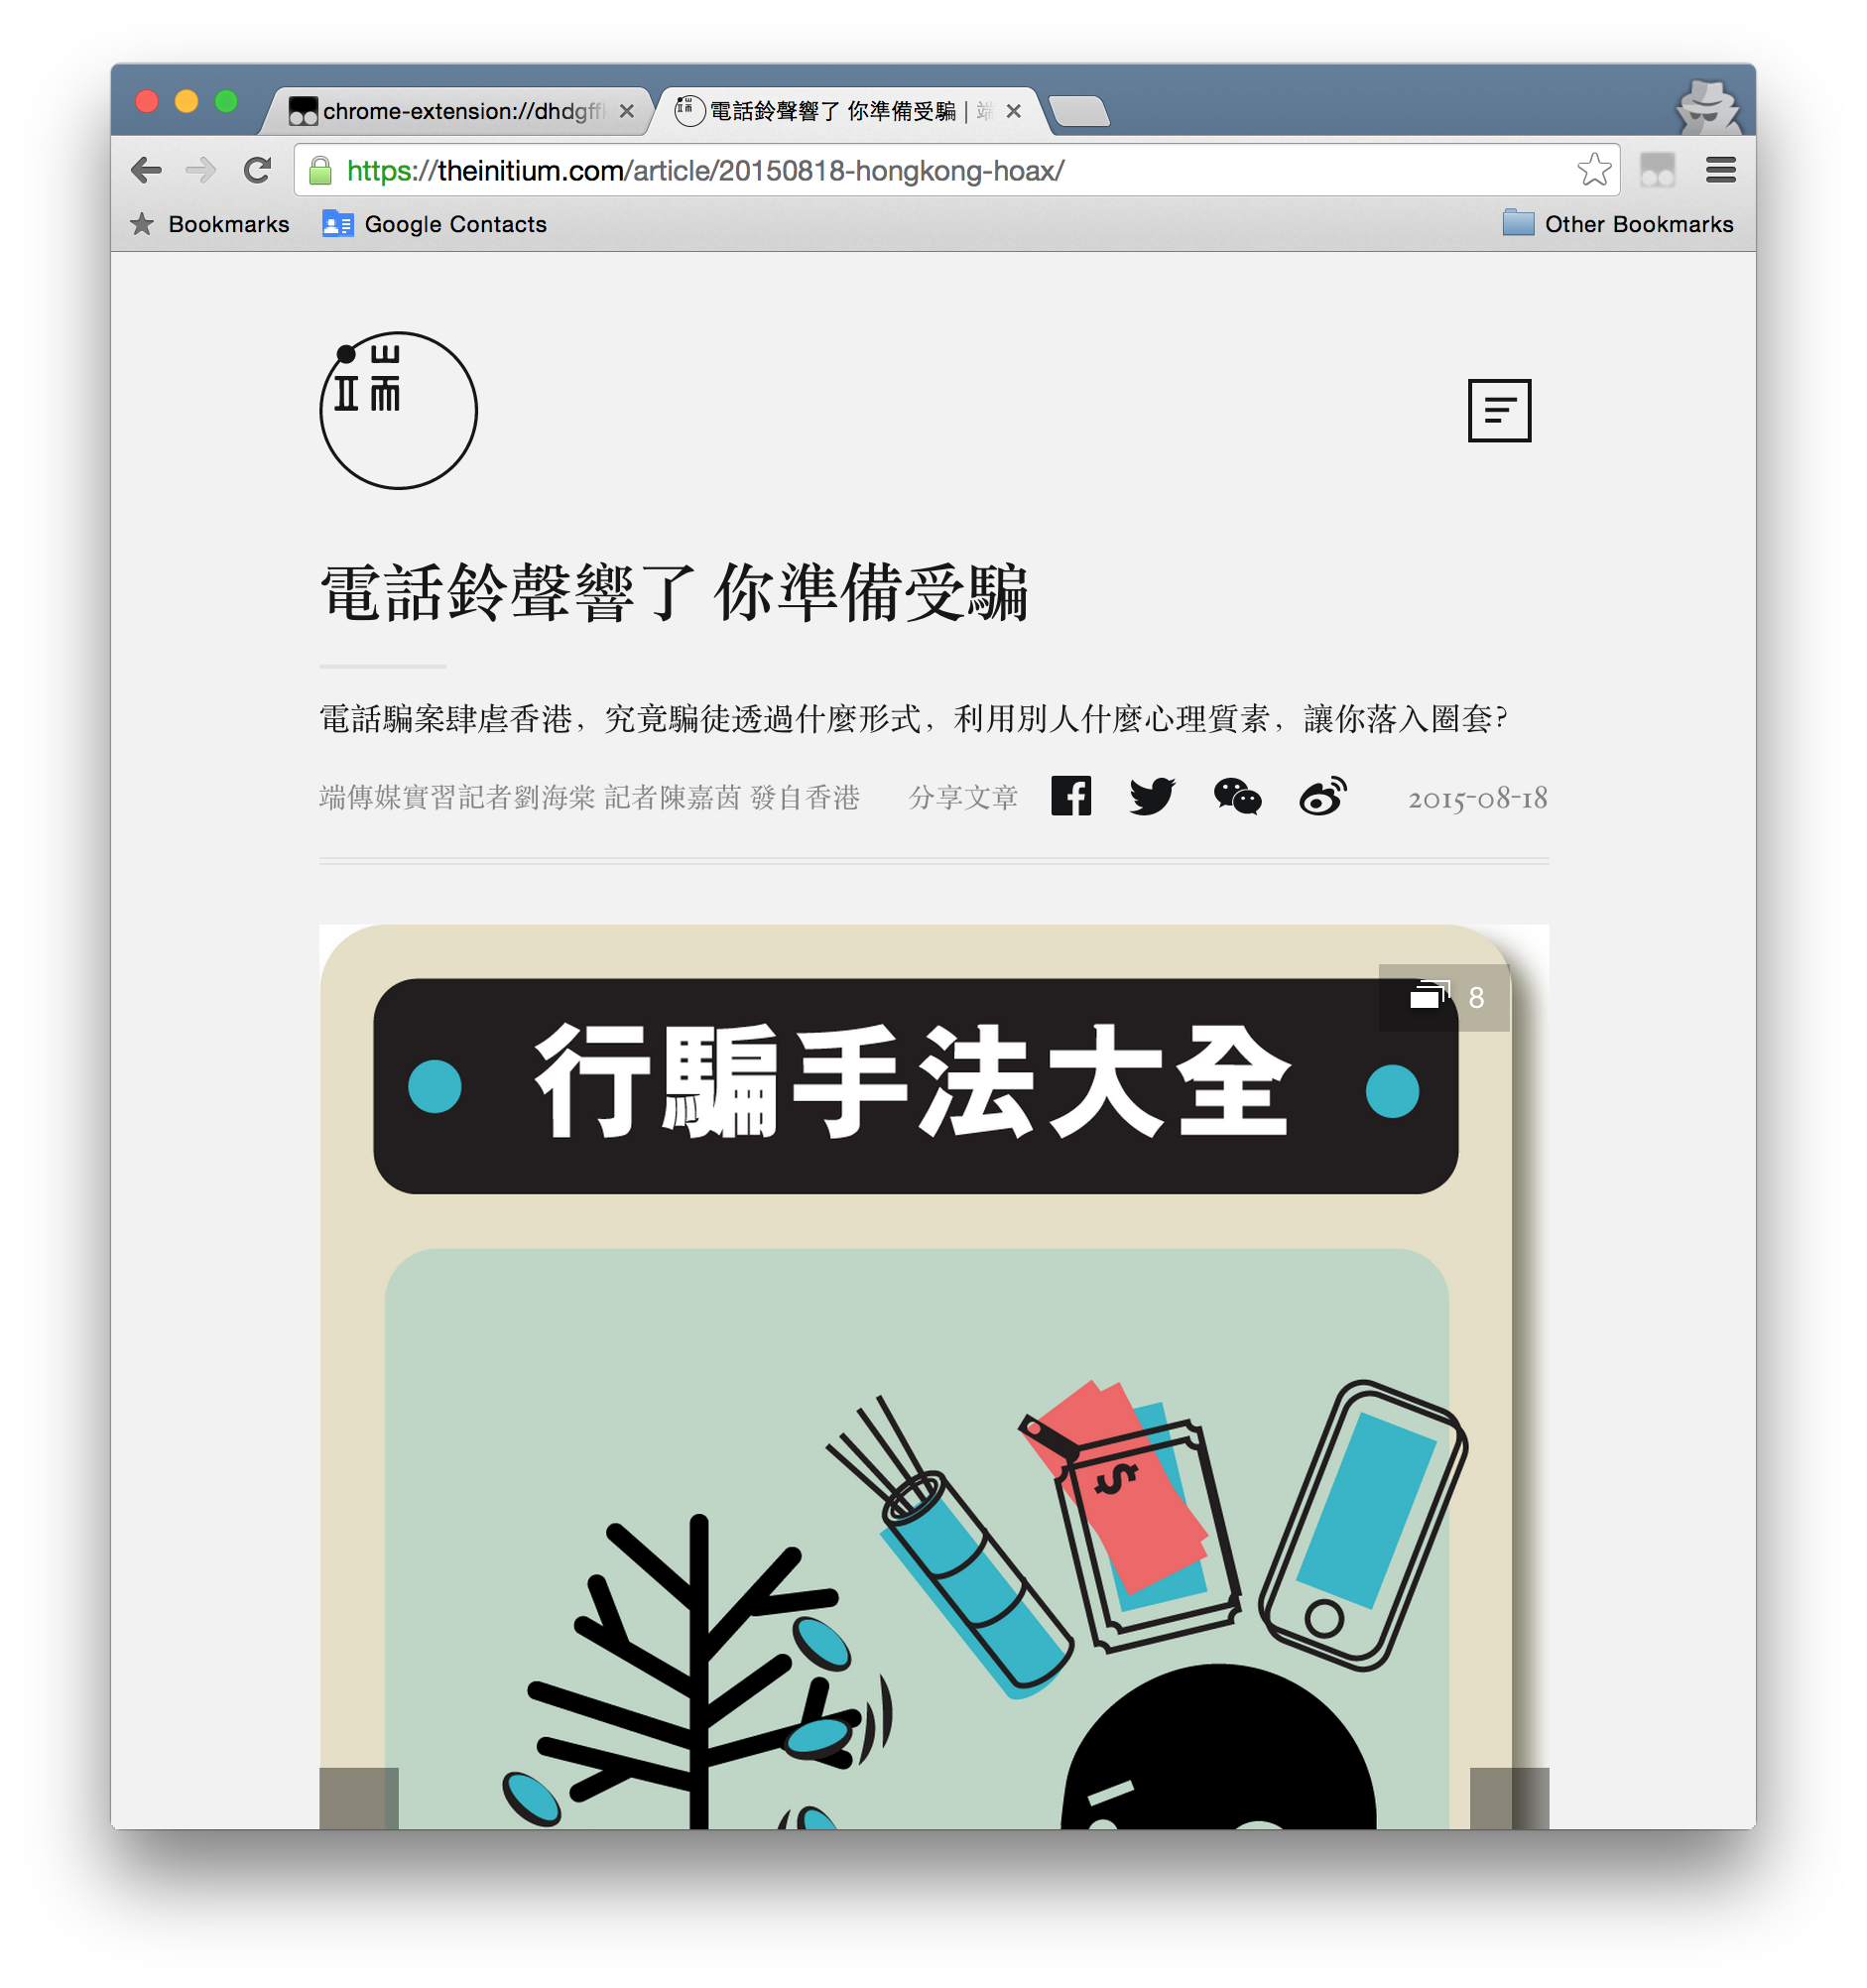 chrome-extension://dhdgffl
電話鈴聲響了 你準備受騙 | 端
https://theinitium.com/article/20150818-hongkong-hoax/
Bookmarks
Google Contacts
Other Bookmarks
端
電話鈴聲響了 你準備受騙
電話騙案肆虐香港，究竟騙徒透過什麼形式，利用別人什麼心理質素，讓你落入圈套？
端傳媒實習記者劉海棠 記者陳嘉茵 發自香港
分享文章
2015-08-18
8
行騙手法大全
$